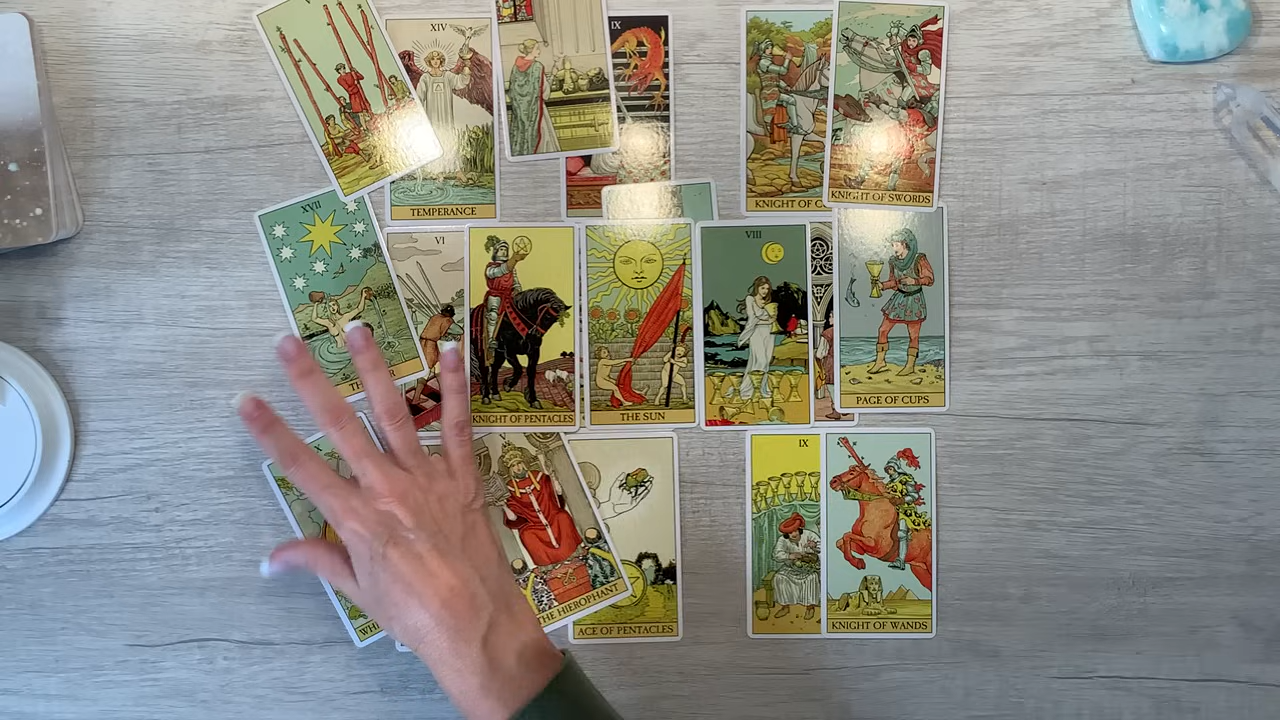 XIV
TEMPERANCE
IX
KNIGHT OF C
KNIGHT OF SWORDS
XVII
VI
KNIGHT OF PENTACLES
THE SUN
VIII
PAGE OF CUPS
THE HIEROPHANT
ACE OF PENTACLES
IX
KNIGHT OF WANDS